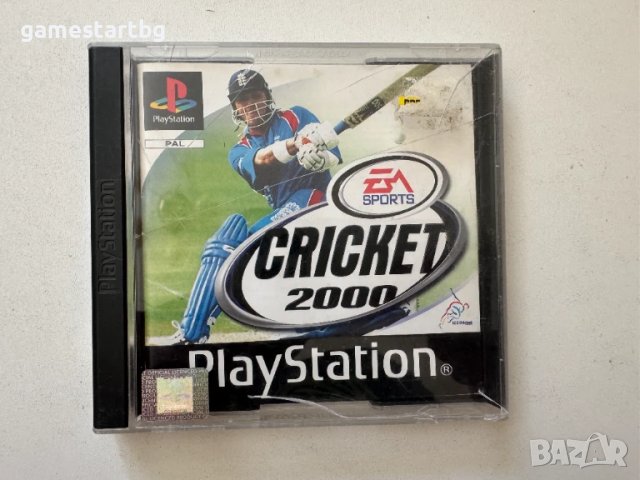 gamestartbg
PlayStation
PAL
PlayStation
EA
SPORTS
CRICKET
2000
PlayStation®
BAZAR